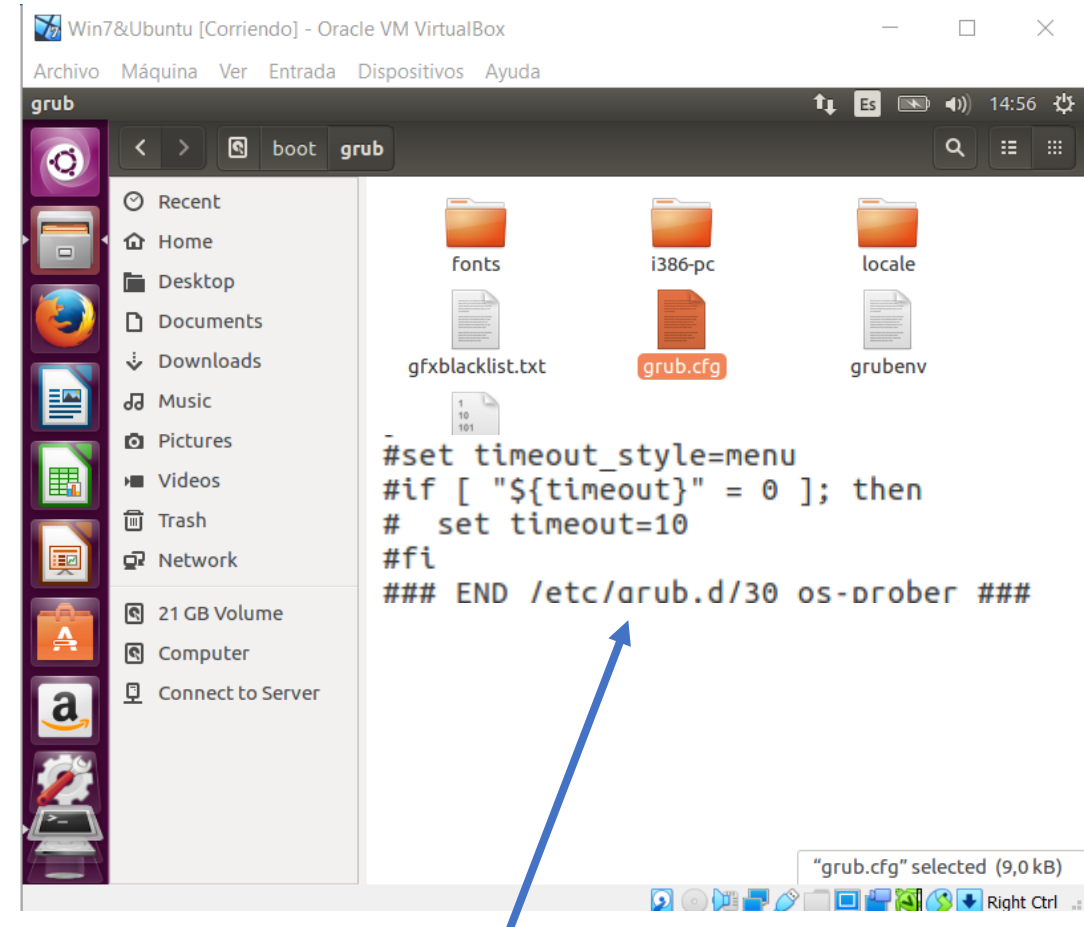 Win7&Ubuntu [Corriendo] - Oracle VM VirtualBox
Archivo Máquina Ver Entrada Dispositivos Ayuda
grub Es 14:56
boot grub
Recent
Home
Desktop
Documents
Downloads
Music
Pictures
Videos
Trash
Network
21 GB Volume
Computer
Connect to Server
fonts i386-pc locale
gfxblacklist.txt grub.cfg grubenv
1
10
101
#set timeout_style=menu
#if [ "${timeout}" = 0 ]; then
# set timeout=10
#fi
### END /etc/grub.d/30_os-prober ###
a
>_
"grub.cfg" selected (9,0 kB)
Right Ctrl